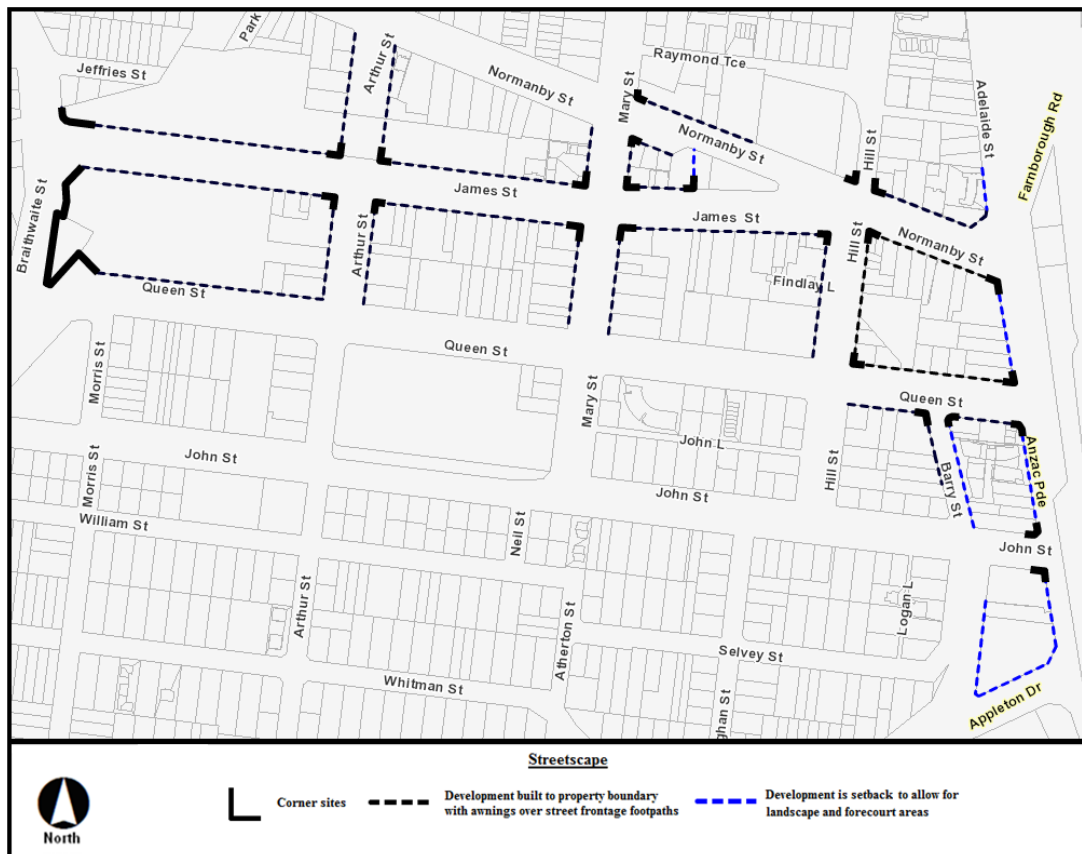 Park
Arthur St
Jeffries St
Normanby St
Mary St
Raymond Tce
Normanby St
Hill St
Adelaide St
Farnborough Rd
James St
James St
Braithwaite St
Arthur St
Hill St
Normanby St
Findlay L
Queen St
Queen St
Morris St
Mary St
Queen St
John L
Hill St
Barry St
Anzac Pde
John St
Morris St
John St
William St
Neil St
John St
Arthur St
Atherton St
Logan L
Selvey St
Whitman St
ghan St
Appleton Dr
Streetscape
North
Corner sites
Development built to property boundary
with awnings over street frontage footpaths
Development is setback to allow for
landscape and forecourt areas